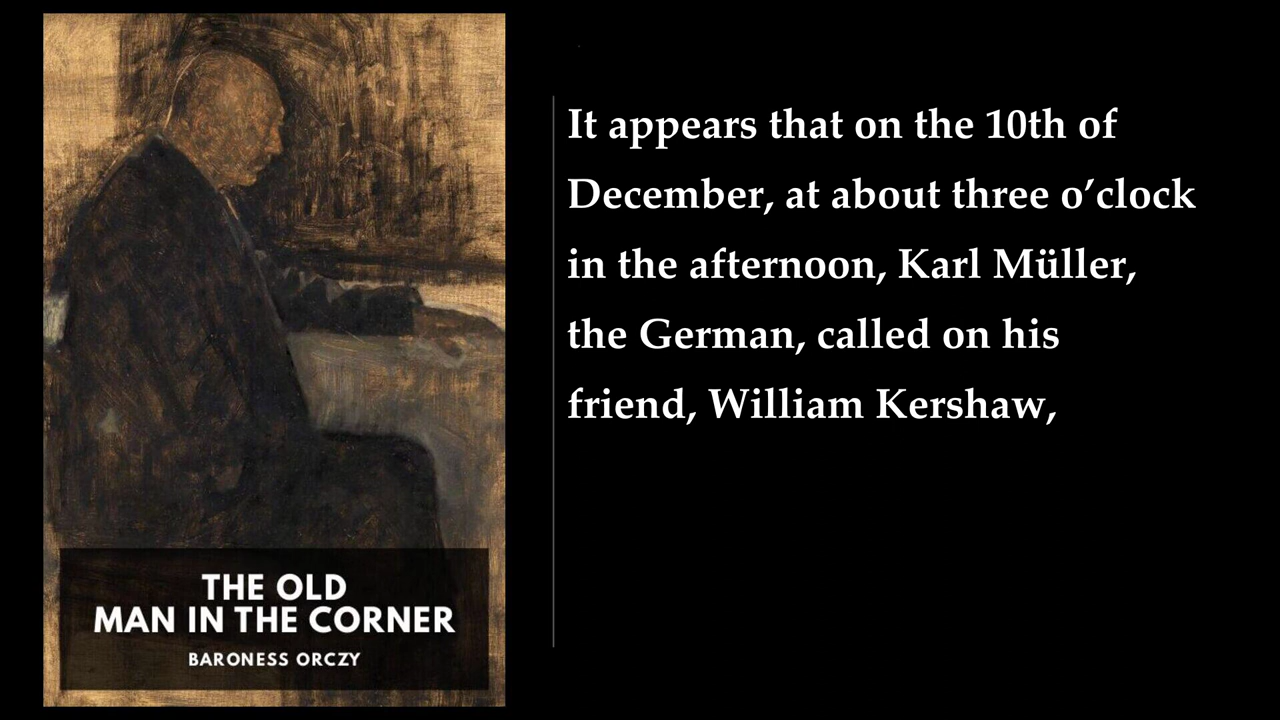 It appears that on the 10th of
December, at about three o’clock
in the afternoon, Karl Müller,
the German, called on his
friend, William Kershaw,
THE OLD
MAN IN THE CORNER
BARONESS ORCZY